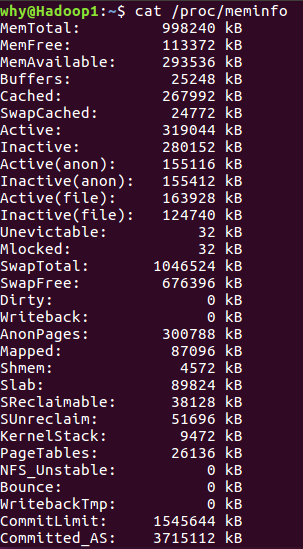 why@Hadoop1:~$ cat /proc/meminfo
MemTotal:         998240 kB
MemFree:          113372 kB
MemAvailable:     293536 kB
Buffers:           25248 kB
Cached:           267992 kB
SwapCached:        24772 kB
Active:           319044 kB
Inactive:         280152 kB
Active(anon):     155116 kB
Inactive(anon):   155412 kB
Active(file):     163928 kB
Inactive(file):   124740 kB
Unevictable:          32 kB
Mlocked:              32 kB
SwapTotal:       1046524 kB
SwapFree:         676396 kB
Dirty:                 0 kB
Writeback:             0 kB
AnonPages:        300788 kB
Mapped:            87096 kB
Shmem:              4572 kB
Slab:              89824 kB
SReclaimable:      38128 kB
SUnreclaim:        51696 kB
KernelStack:        9472 kB
PageTables:        26136 kB
NFS_Unstable:          0 kB
Bounce:                0 kB
WritebackTmp:          0 kB
CommitLimit:     1545644 kB
Committed_AS:    3715112 kB